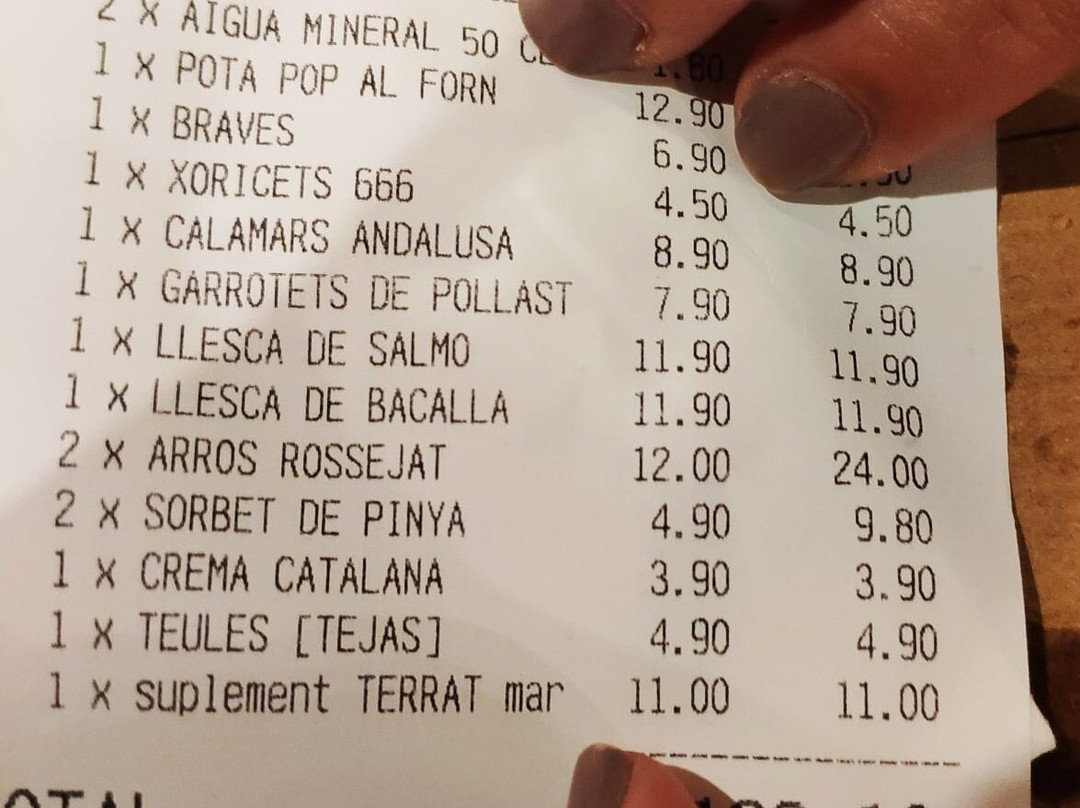 2 x AIGUA MINERAL 50 1.80
1 x POTA POP AL FORN 12.90
1 x BRAVES 6.90
1 x XORICETS 666 4.50 4.50
1 x CALAMARS ANDALUSA 8.90 8.90
1 x GARROTETS DE POLLAST 7.90 7.90
1 x LLESCA DE SALMO 11.90 11.90
1 x LLESCA DE BACALLA 11.90 11.90
2 x ARROS ROSSEJAT 12.00 24.00
2 x SORBET DE PINYA 4.90 9.80
1 x CREMA CATALANA 3.90 3.90
1 x TEULES [TEJAS] 4.90 4.90
1 x suplement TERRAT mar 11.00 11.00